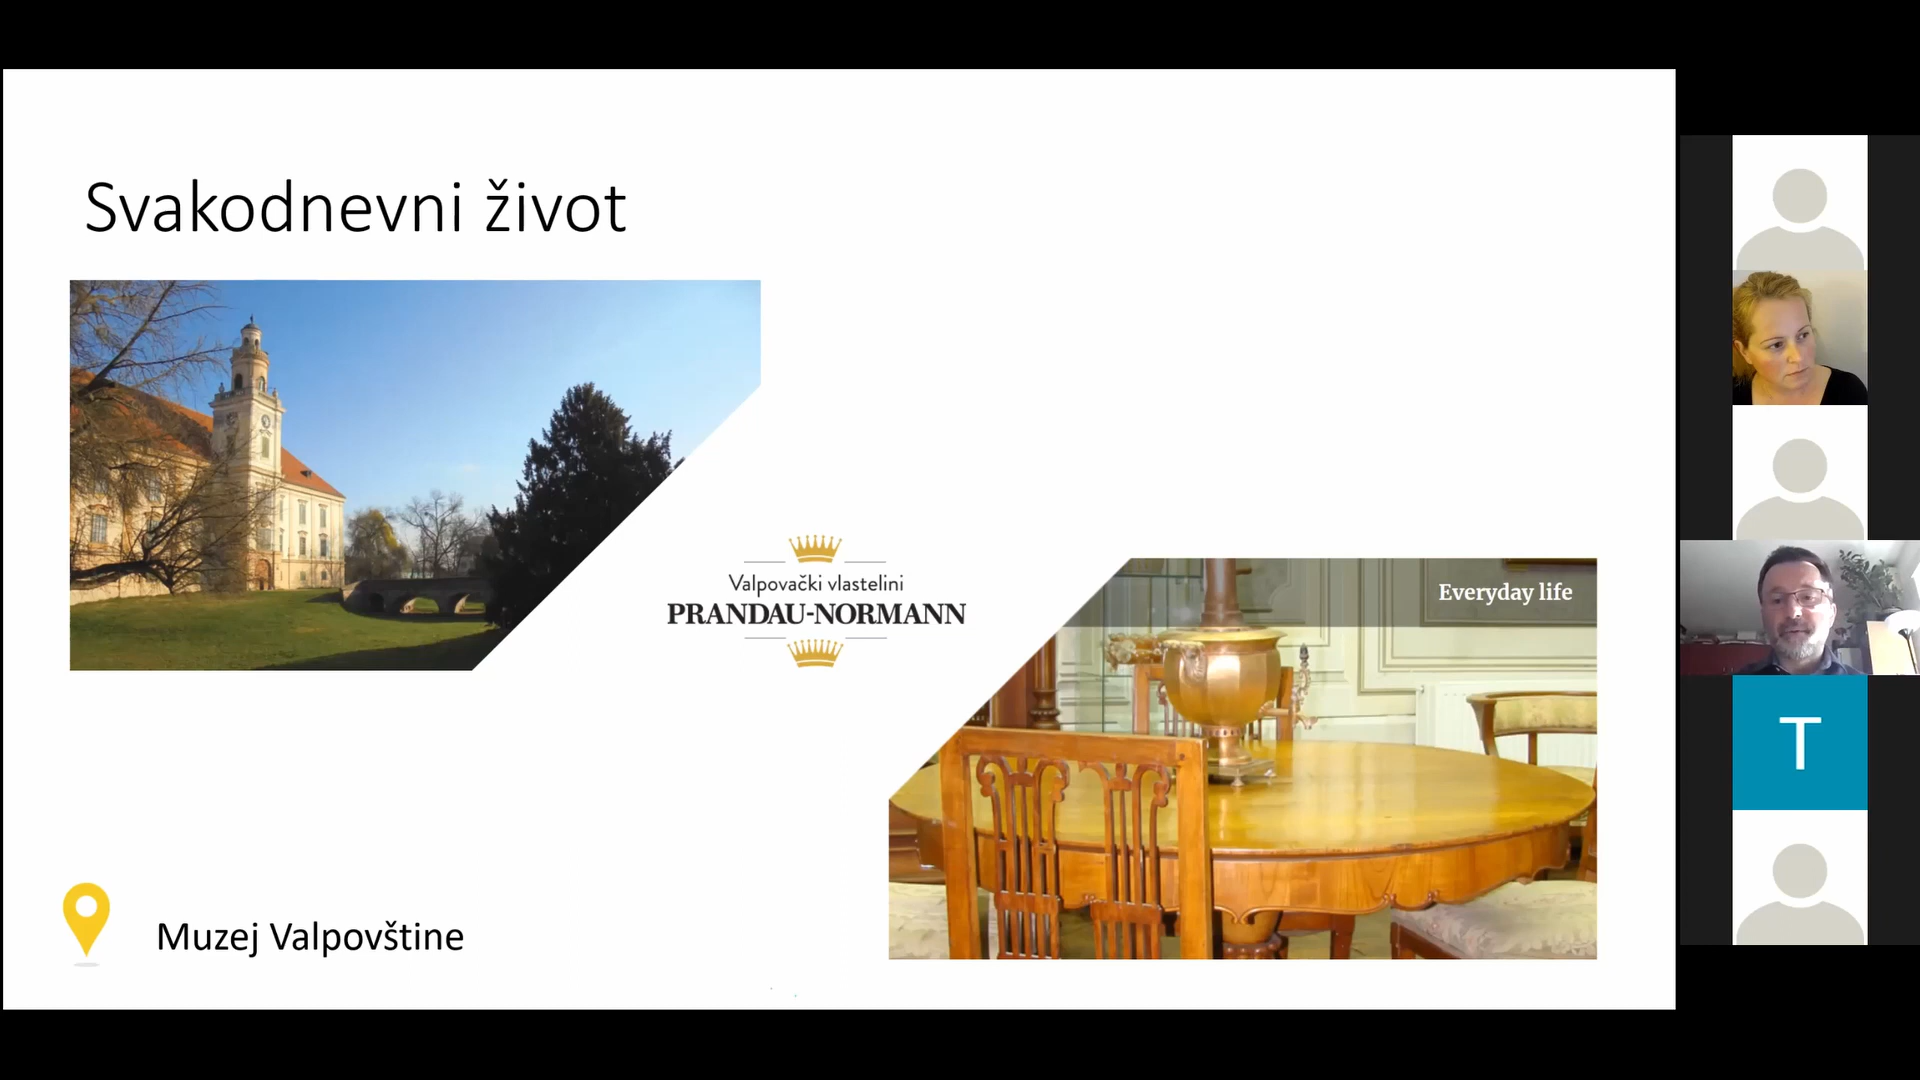 Svakodnevni život
Valpovački vlastelini
PRANDAU-NORMANN
Everyday life
Muzej Valpovštine
T